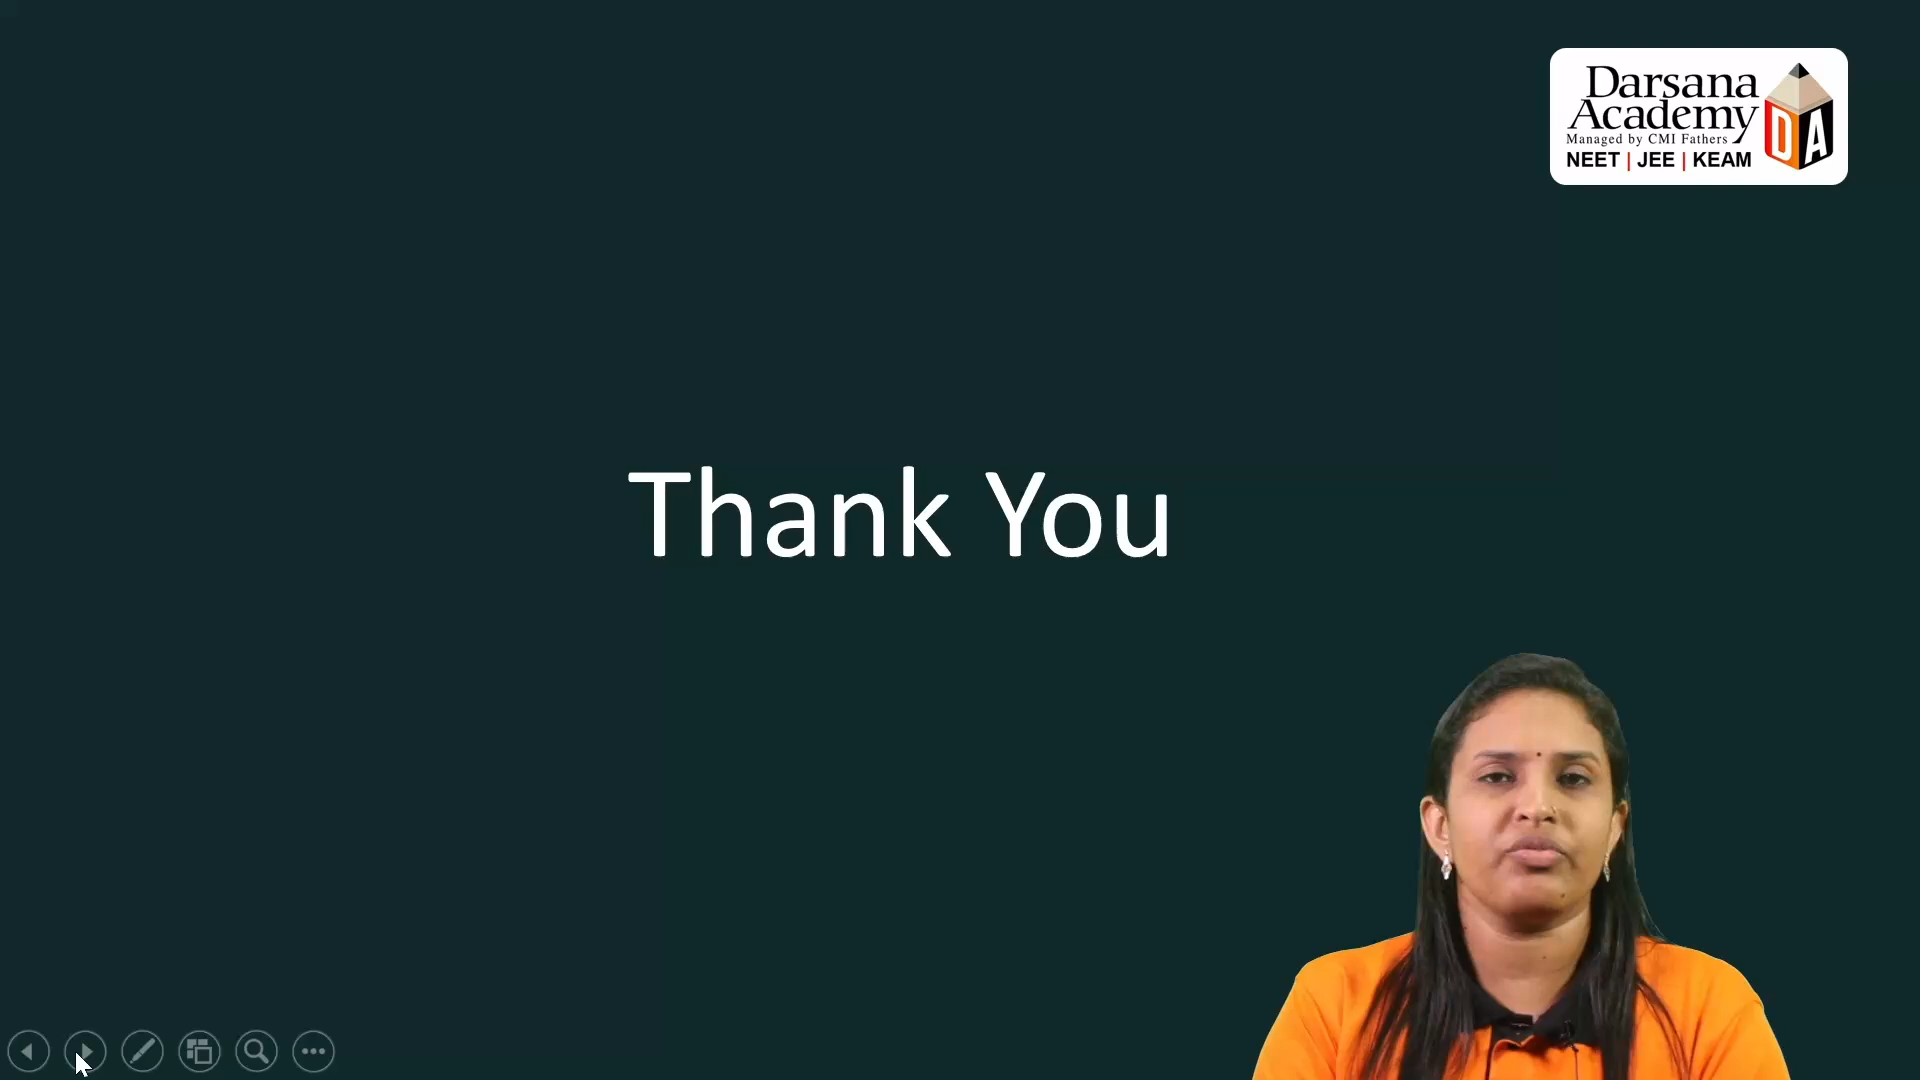 Darsana
Academy
Managed by CMI Fathers
NEET | JEE | KEAM
DA
Thank You